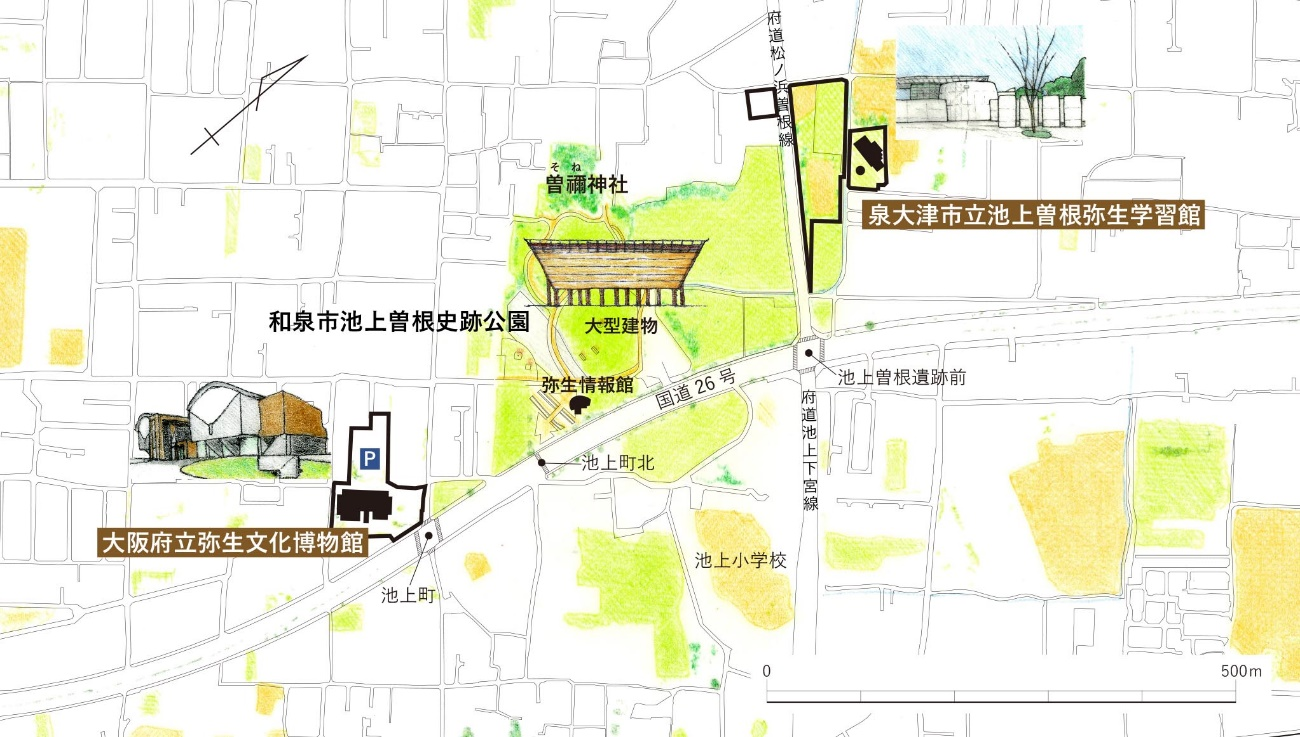 府道松ノ浜曽根線
そね
曽禰神社
泉大津市立池上曽根弥生学習館
和泉市池上曽根史跡公園
大型建物
弥生情報館
国道26号
池上曽根遺跡前
府道池上下宮線
P
池上町北
大阪府立弥生文化博物館
池上町
池上小学校
0
500m